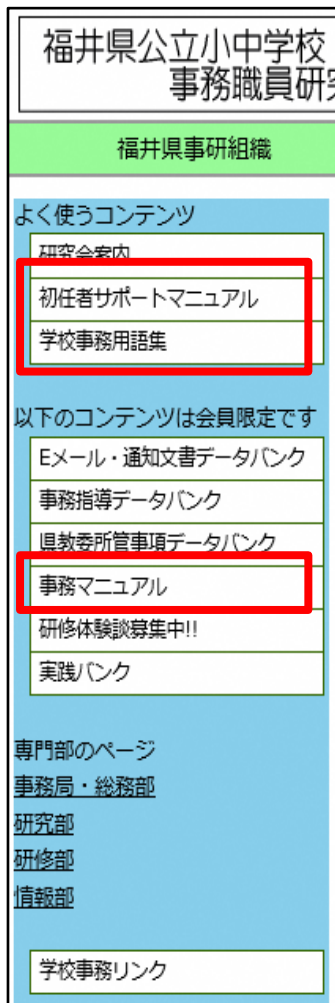 福井県公立小中学校
事務職員研
福井県事研組織
よく使うコンテンツ
研究会案内
初任者サポートマニュアル
学校事務用語集
以下のコンテンツは会員限定です
Eメール・通知文書データバンク
事務指導データバンク
県教委所管事項データバンク
事務マニュアル
研修体験談募集中!!
実践バンク
専門部のページ
事務局・総務部
研究部
研修部
情報部
学校事務リンク